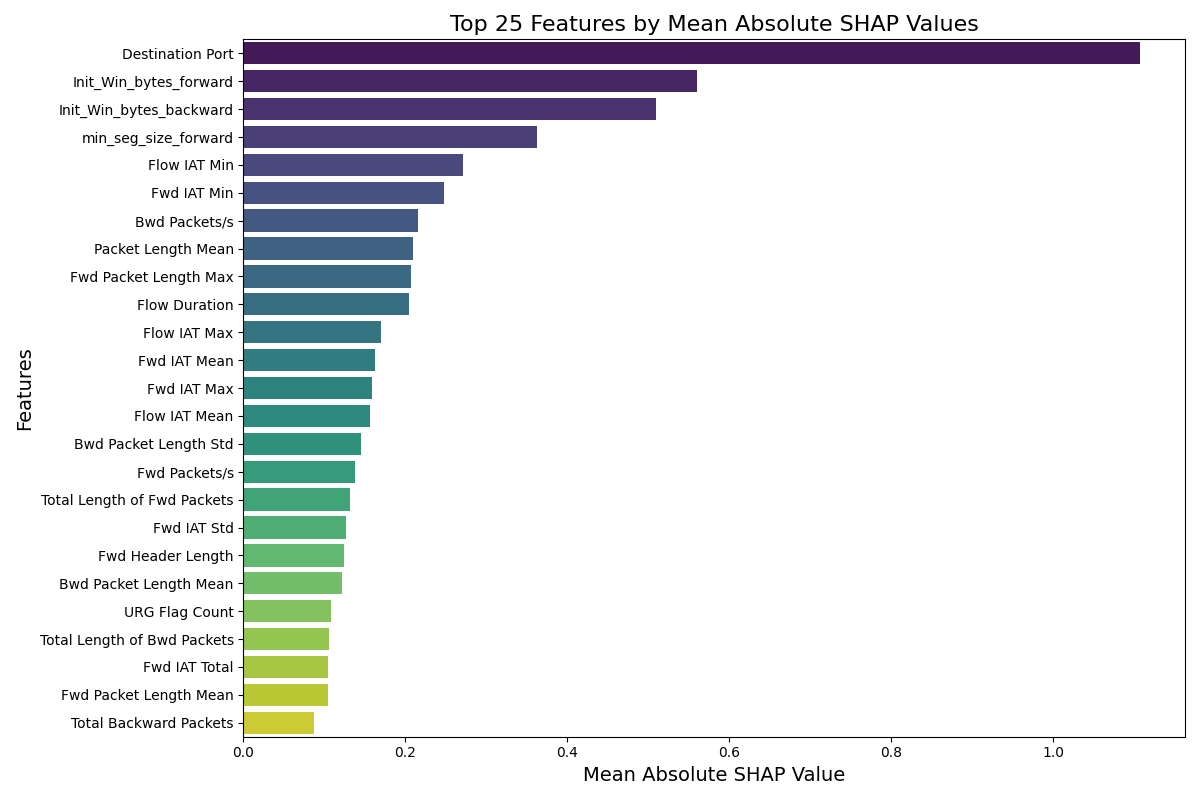 Top 25 Features by Mean Absolute SHAP Values
Destination Port
Init_Win_bytes_forward
Init_Win_bytes_backward
min_seg_size_forward
Flow IAT Min
Fwd IAT Min
Bwd Packets/s
Packet Length Mean
Fwd Packet Length Max
Flow Duration
Flow IAT Max
Fwd IAT Mean
Fwd IAT Max
Flow IAT Mean
Bwd Packet Length Std
Fwd Packets/s
Total Length of Fwd Packets
Fwd IAT Std
Fwd Header Length
Bwd Packet Length Mean
URG Flag Count
Total Length of Bwd Packets
Fwd IAT Total
Fwd Packet Length Mean
Total Backward Packets
Features
0.0 0.2 0.4 0.6 0.8 1.0
Mean Absolute SHAP Value